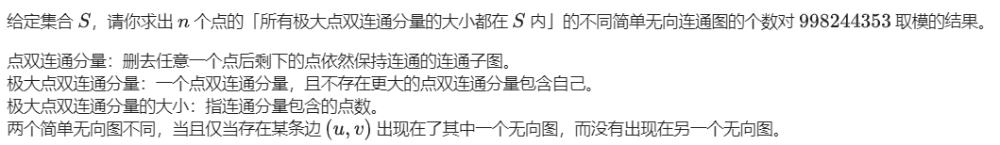 给定集合 S，请你求出 n 个点的「所有极大点双连通分量的大小都在 S 内」的不同简单无向连通图的个数对 998244353 取模的结果。
点双连通分量：删去任意一个点后剩下的点依然保持连通的连通子图。
极大点双连通分量：一个点双连通分量，且不存在更大的点双连通分量包含自己。
极大点双连通分量的大小：指连通分量包含的点数。
两个简单无向图不同，当且仅当存在某条边 (u, v) 出现在了其中一个无向图，而没有出现在另一个无向图。